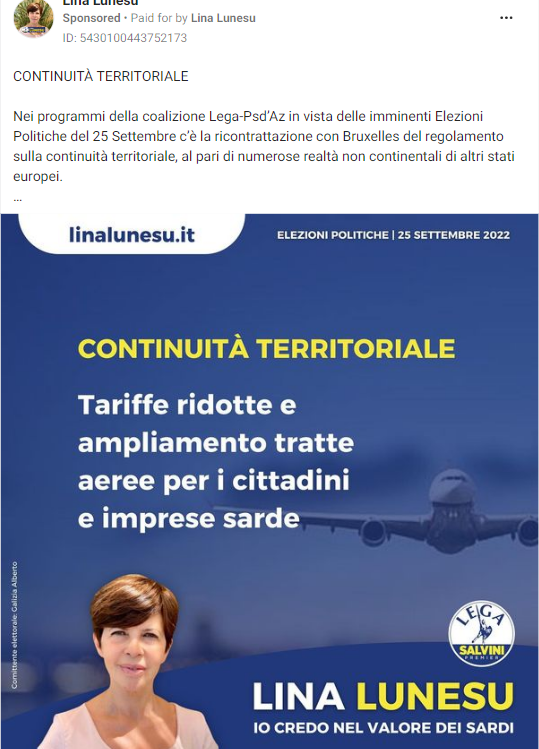 Lina Lunesu
Sponsored • Paid for by Lina Lunesu
ID: 5430100443752173
CONTINUITÀ TERRITORIALE
Nei programmi della coalizione Lega-Psd'Az in vista delle imminenti Elezioni
Politiche del 25 Settembre c'è la ricontrattazione con Bruxelles del regolamento
sulla continuità territoriale, al pari di numerose realtà non continentali di altri stati
europei.
...
linalunesu.it
ELEZIONI POLITICHE | 25 SETTEMBRE 2022
CONTINUITÀ TERRITORIALE
Tariffe ridotte e
ampliamento tratte
aeree per i cittadini
e imprese sarde
Comittente elettorale: Galizia Alberto
LEGA
SALVINI
PREMIER
LINA LUNESU
IO CREDO NEL VALORE DEI SARDI